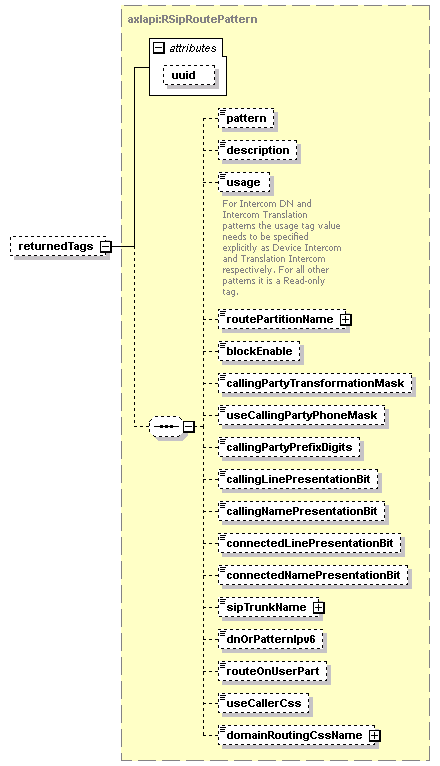 axlapi:RSipRoutePattern
attributes
uuid
pattern
description
usage
For Intercom DN and
Intercom Translation
patterns the usage tag value
needs to be specified
explicitly as Device Intercom
and Translation Intercom
respectively. For all other
patterns it is a Read-only
tag.
returnedTags
routePartitionName
blockEnable
callingPartyTransformationMask
useCallingPartyPhoneMask
callingPartyPrefixDigits
callingLinePresentationBit
callingNamePresentationBit
connectedLinePresentationBit
connectedNamePresentationBit
sipTrunkName
dnOrPatternIpv6
routeOnUserPart
useCallerCss
domainRoutingCssName